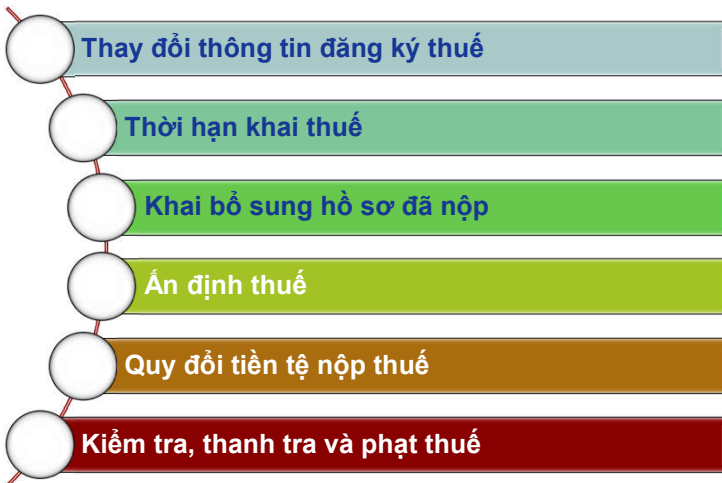 Thay đổi thông tin đăng ký thuế
Thời hạn khai thuế
Khai bổ sung hồ sơ đã nộp
Ấn định thuế
Quy đổi tiền tệ nộp thuế
Kiểm tra, thanh tra và phạt thuế